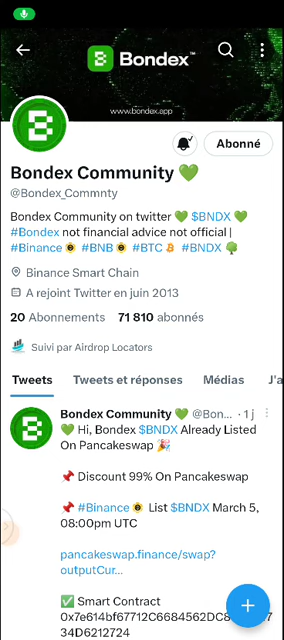 Bondex™
www.bondex.app
Abonné
Bondex Community 💚
@Bondex_Commnty
Bondex Community on twitter 💚 $BNDX 💚
#Bondex not financial advice not official |
#Binance #BNB #BTC #BNDX 🌳
Binance Smart Chain
A rejoint Twitter en juin 2013
20 Abonnements 71 810 abonnés
Suivi par Airdrop Locators
Tweets Tweets et réponses Médias J'a
Bondex Community 💚 @Bon... · 1 j
💚 Hi, Bondex $BNDX Already Listed
On Pancakeswap 🎉
📌 Discount 99% On Pancakeswap
📌 #Binance List $BNDX March 5,
08:00pm UTC
pancakeswap.finance/swap?
outputCur...
✅ Smart Contract
34D6212724